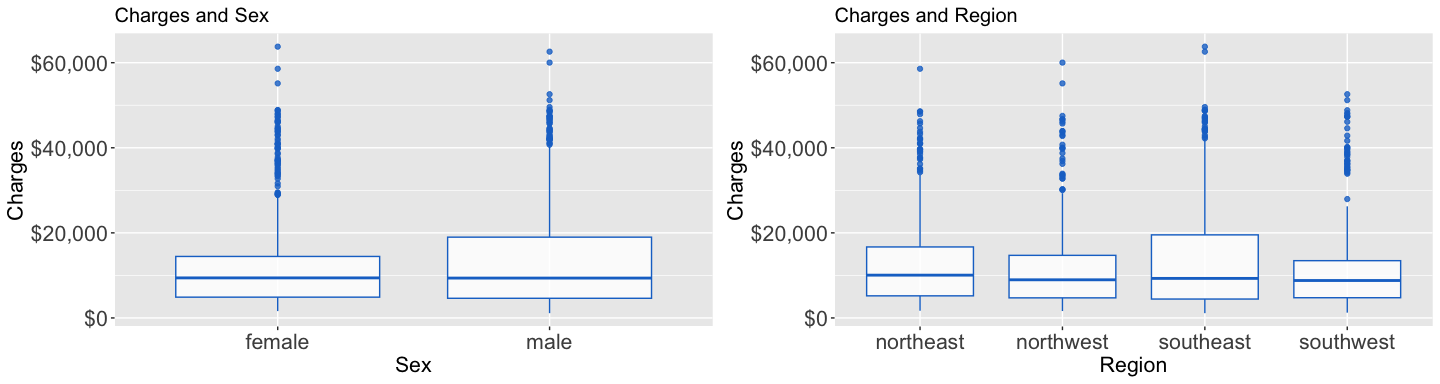 Charges and Sex
Charges
$60,000
$40,000
$20,000
$0
female male
Sex
Charges and Region
Charges
$60,000
$40,000
$20,000
$0
northeast northwest southeast southwest
Region